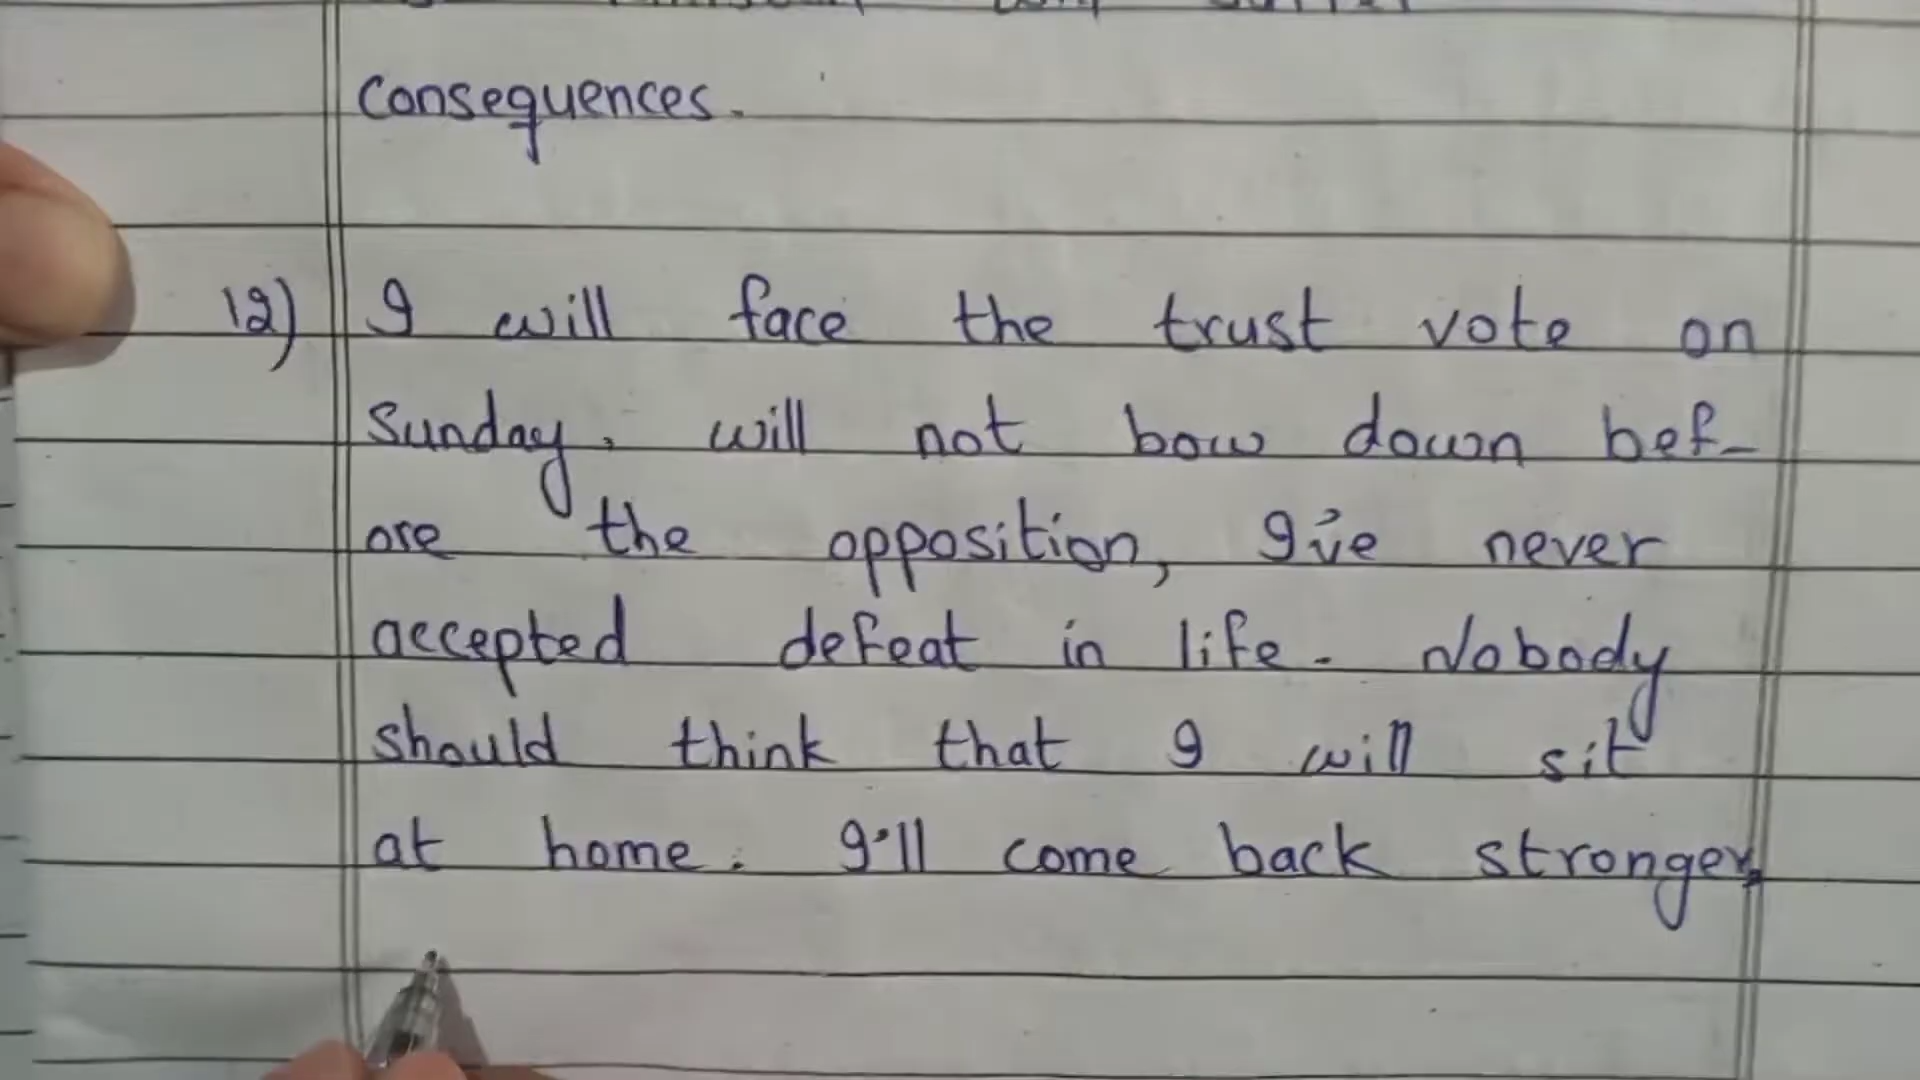 consequences.
12) I will face the trust vote on
Sunday, will not bow down bef-
ore the opposition, I've never
accepted defeat in life. Nobody
should think that I will sit
at home. I'll come back stronger,